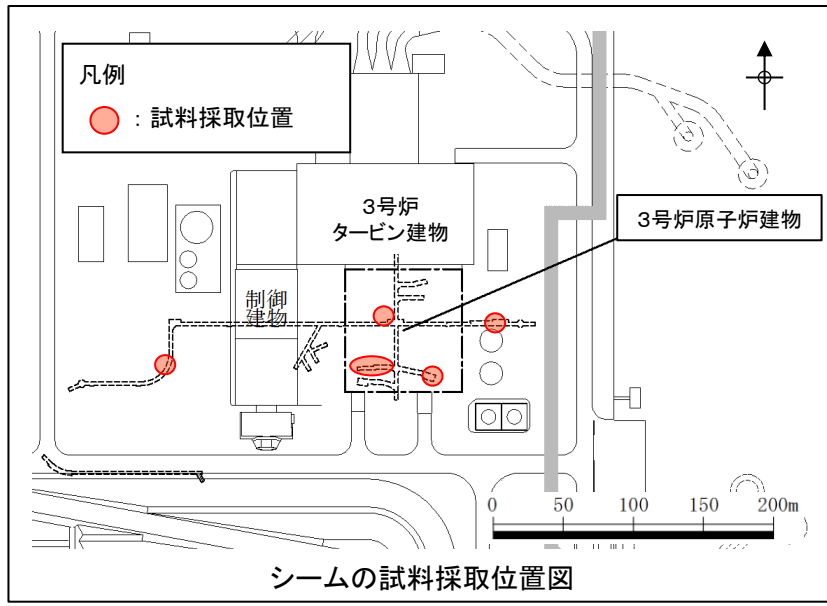 凡例
：試料採取位置
3号炉
タービン建物
3号炉原子炉建物
制御
建物
0 50 100 150 200m
シームの試料採取位置図